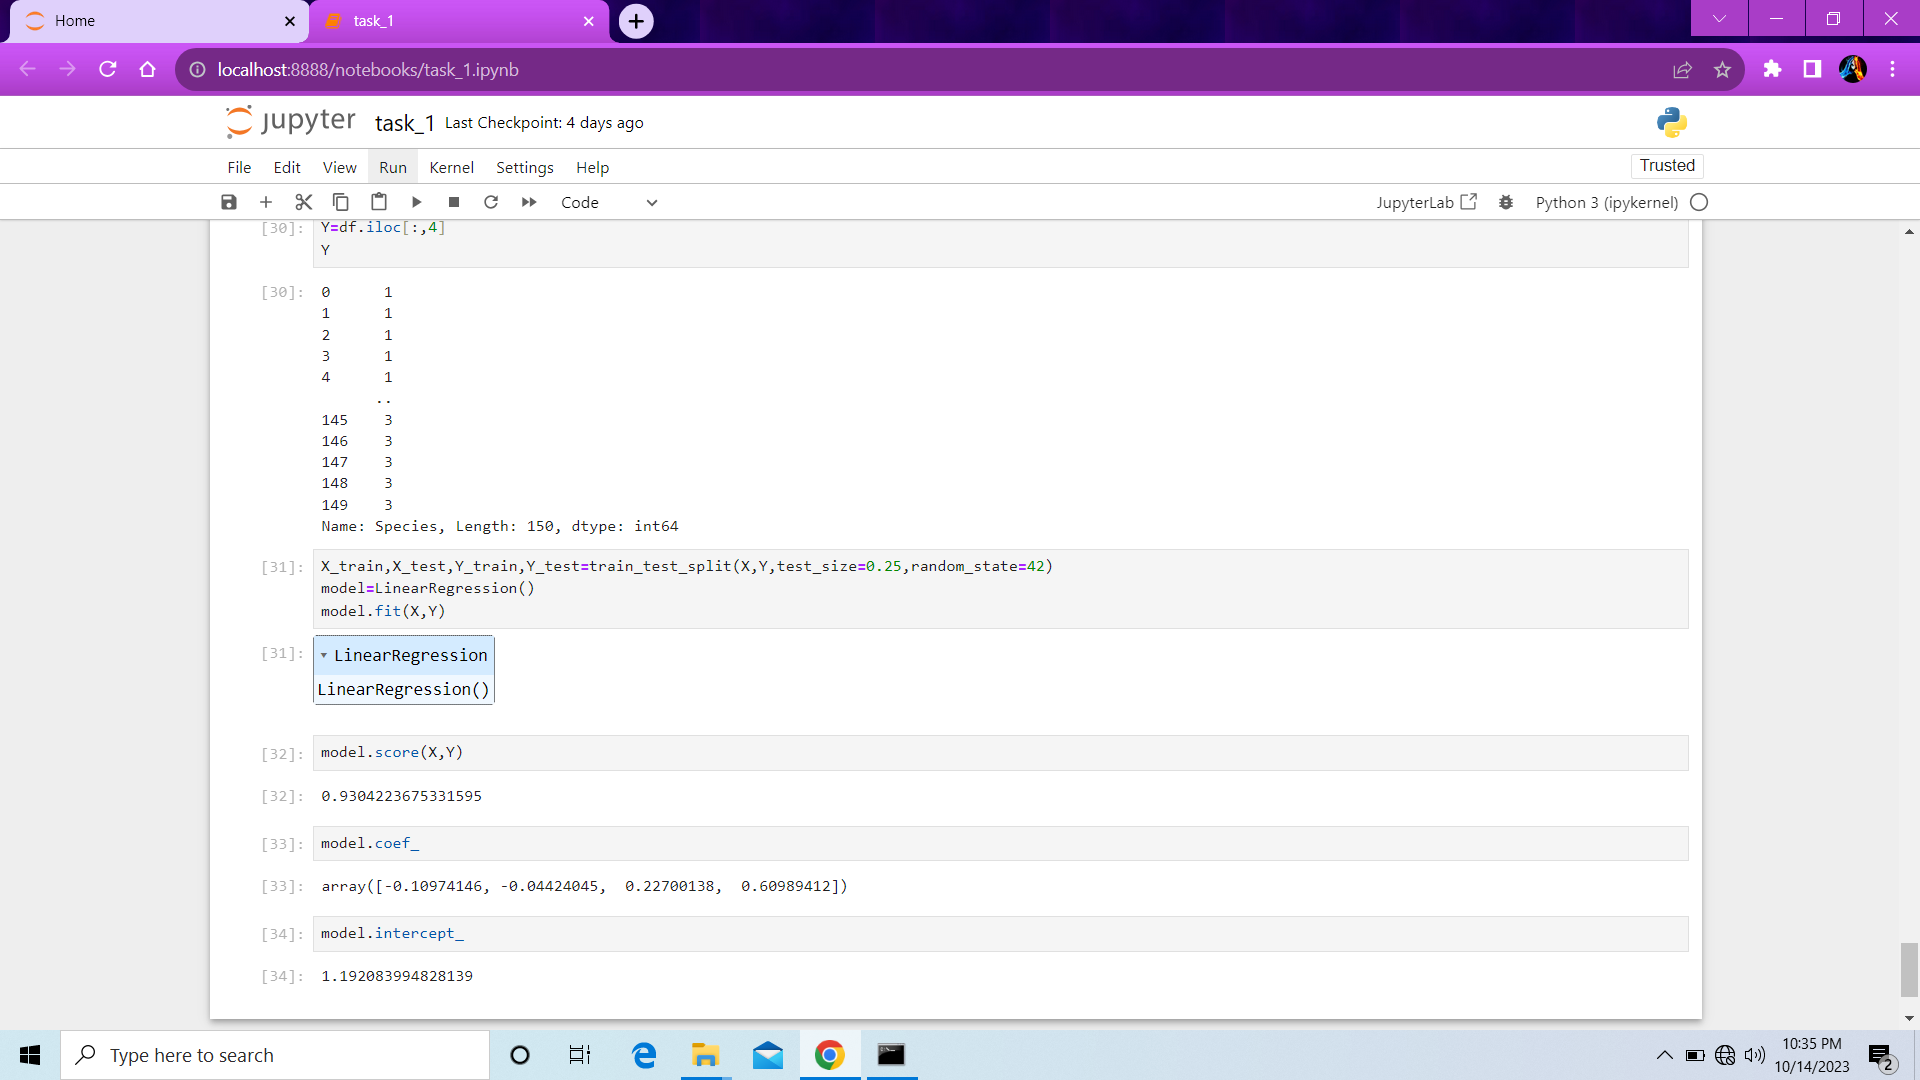 Home
task_1
localhost:8888/notebooks/task_1.ipynb
jupyter task_1 Last Checkpoint: 4 days ago
File Edit View Run Kernel Settings Help
Trusted
Code
JupyterLab
Python 3 (ipykernel)
[30]: Y=df.iloc[:,4]
Y
[30]: 0 1
1 1
2 1
3 1
4 1
..
145 3
146 3
147 3
148 3
149 3
Name: Species, Length: 150, dtype: int64
[31]: X_train,X_test,Y_train,Y_test=train_test_split(X,Y,test_size=0.25,random_state=42)
model=LinearRegression()
model.fit(X,Y)
[31]: LinearRegression
LinearRegression()
[32]: model.score(X,Y)
[32]: 0.9304223675331595
[33]: model.coef_
[33]: array([-0.10974146, -0.04424045, 0.22700138, 0.60989412])
[34]: model.intercept_
[34]: 1.192083994828139
Type here to search
10:35 PM
10/14/2023
2